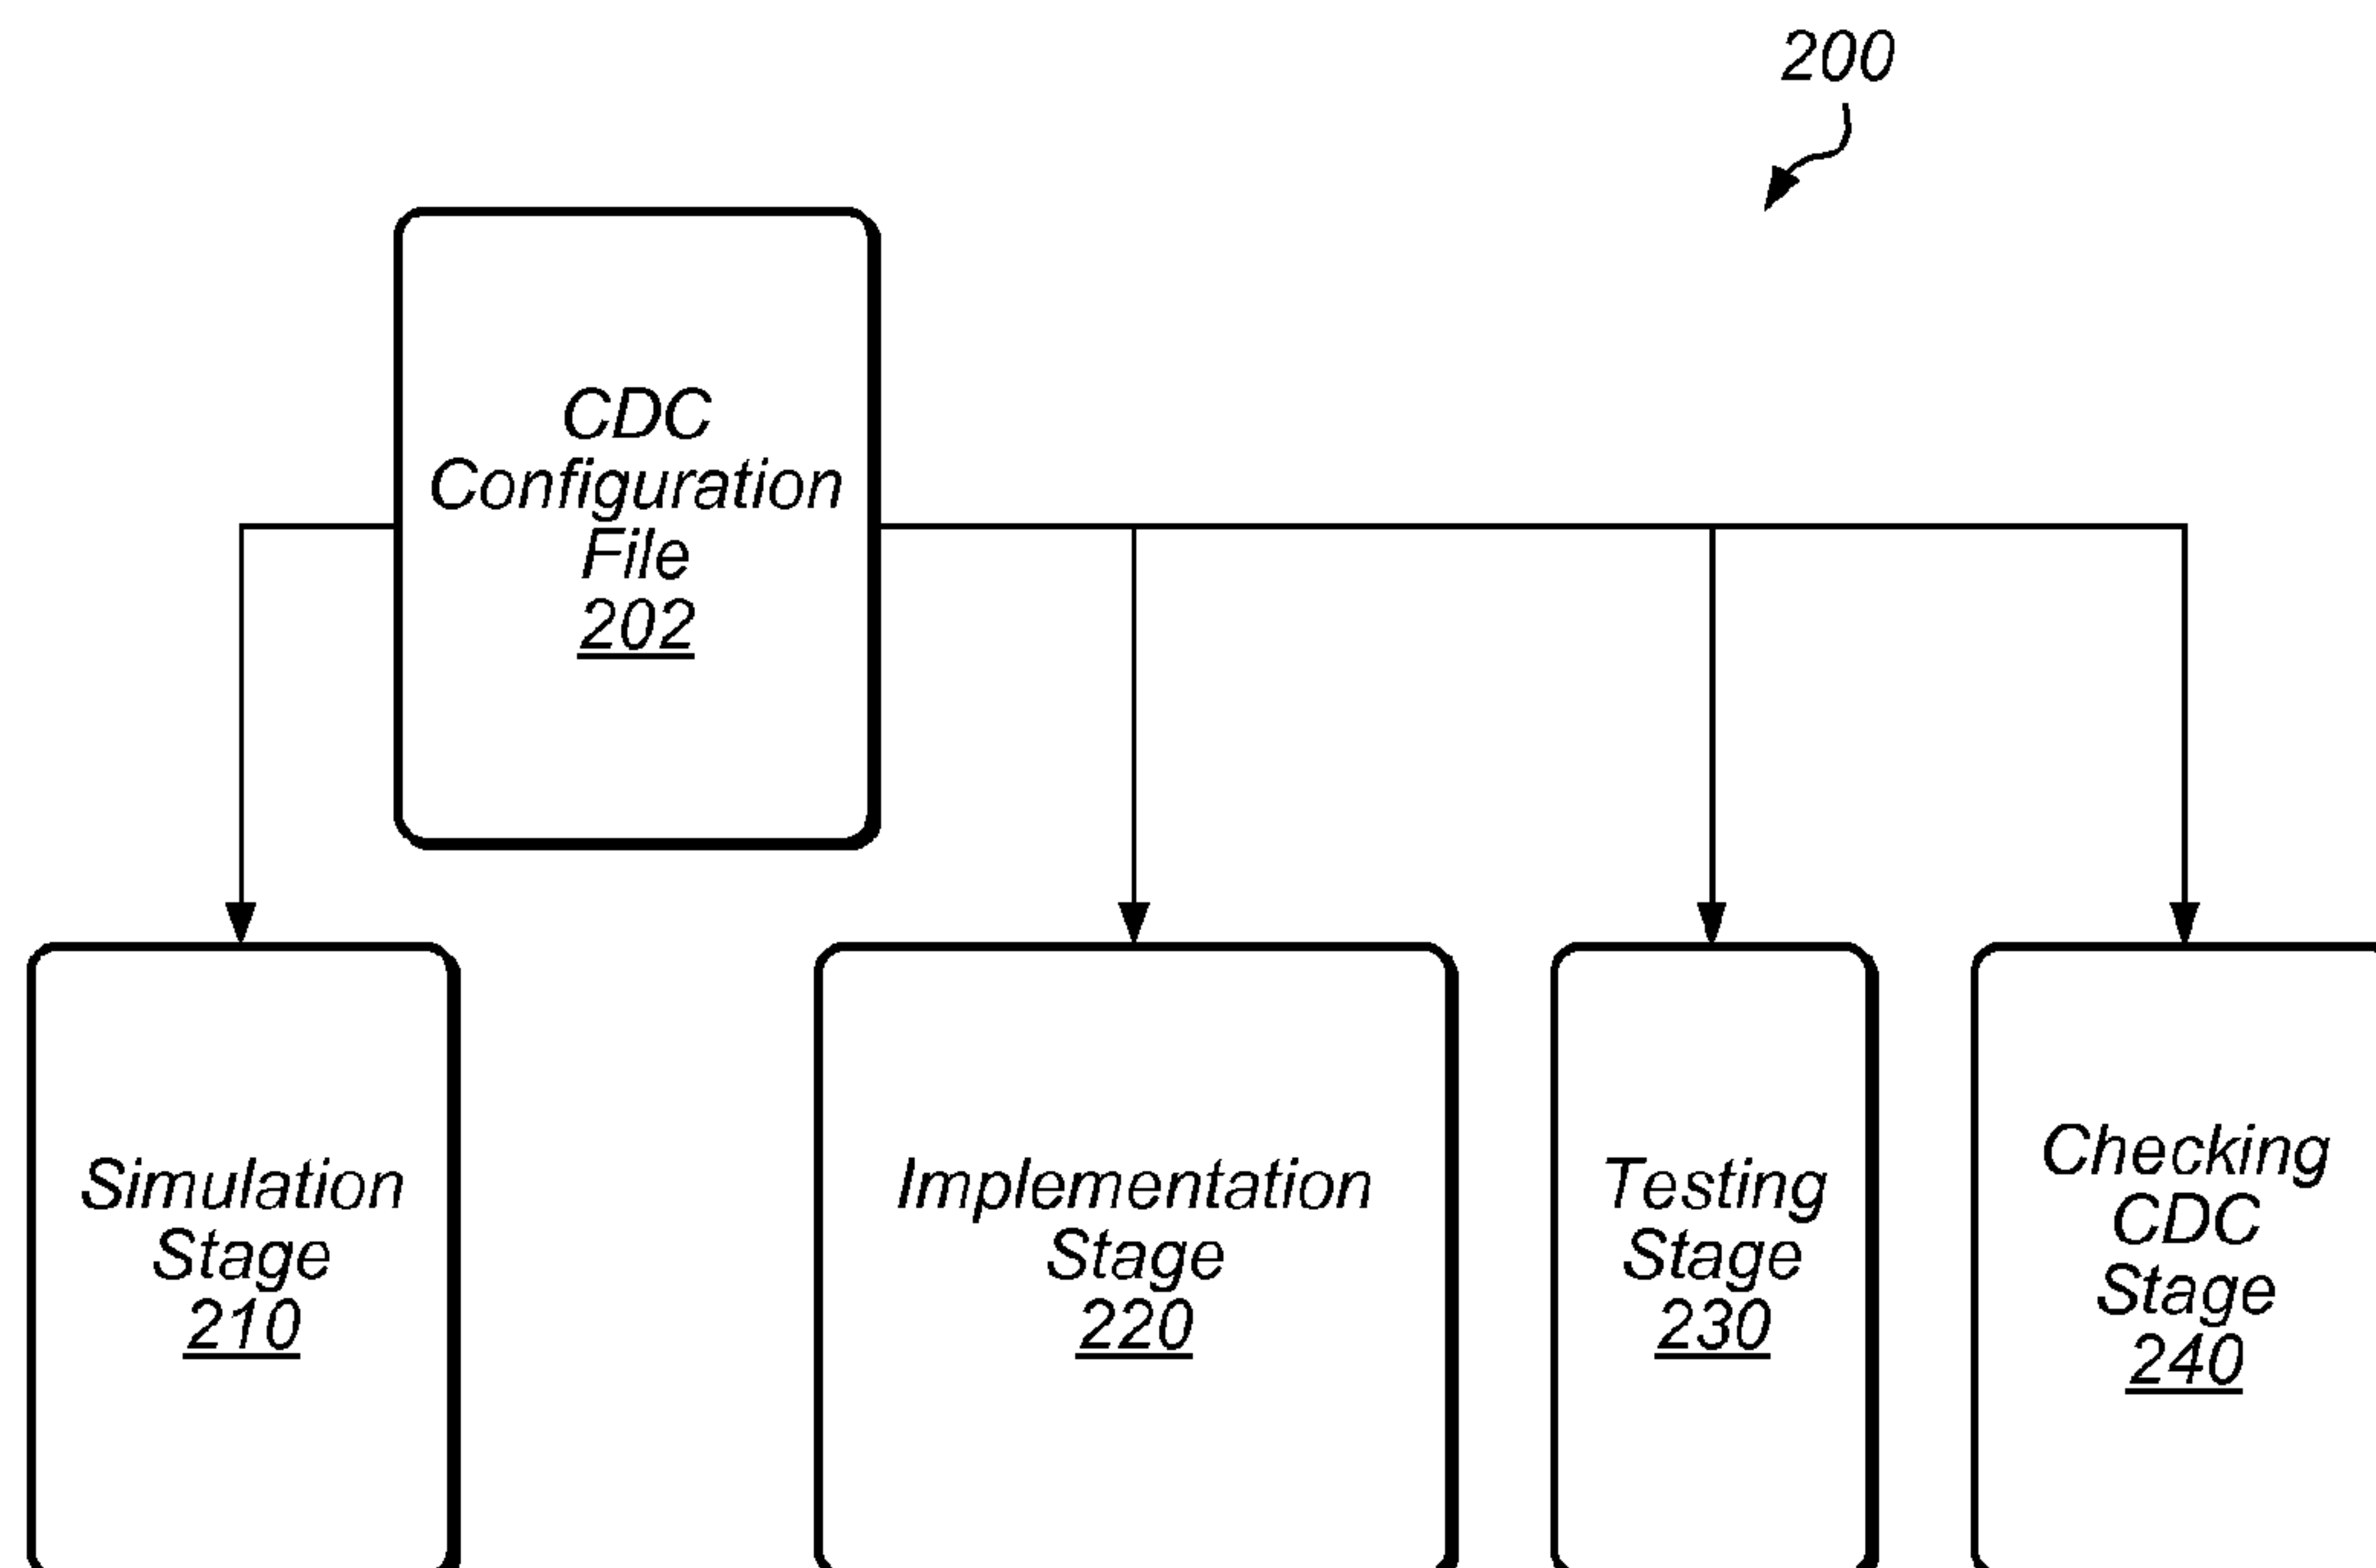 200
CDC
Configuration
File
202
Simulation
Stage
210
Implementation
Stage
220
Testing
Stage
230
Checking
CDC
Stage
240